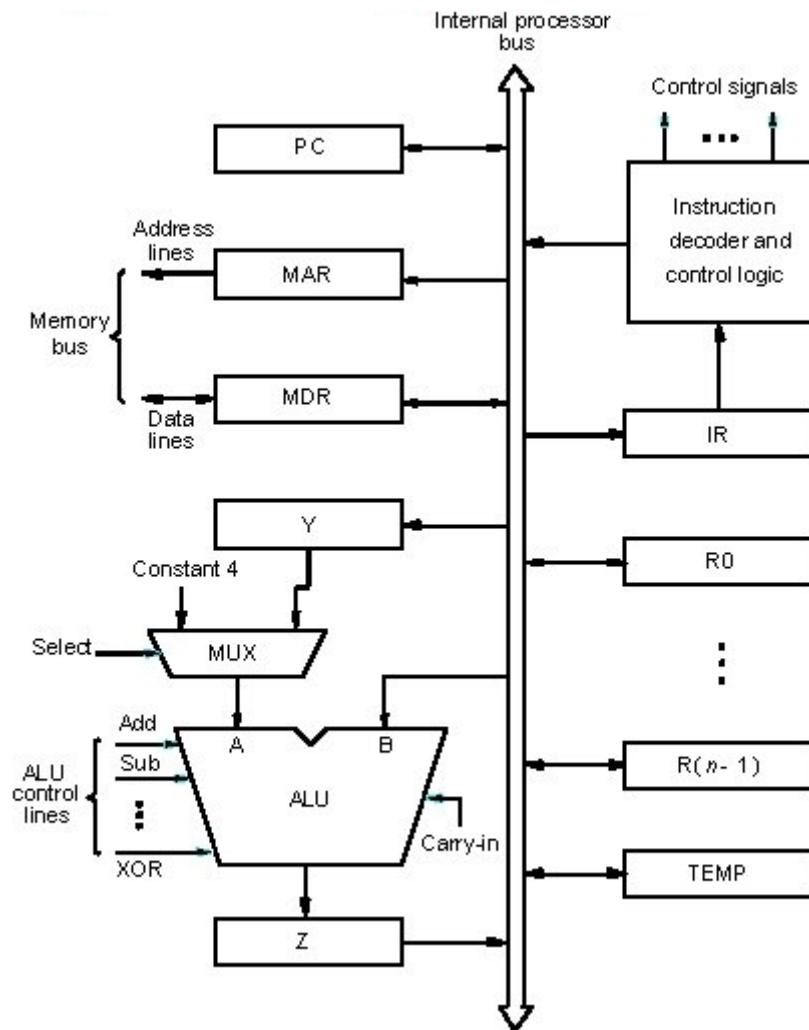 Internal processor
bus
Control signals
...
PC
Instruction
decoder and
control logic
Address
lines
MAR
Memory
bus
MDR
Data
lines
IR
Y
Constant 4
R0
Select
MUX
Add
A
B
R(n-1)
Sub
ALU
control
lines
ALU
Carry-in
XOR
TEMP
Z